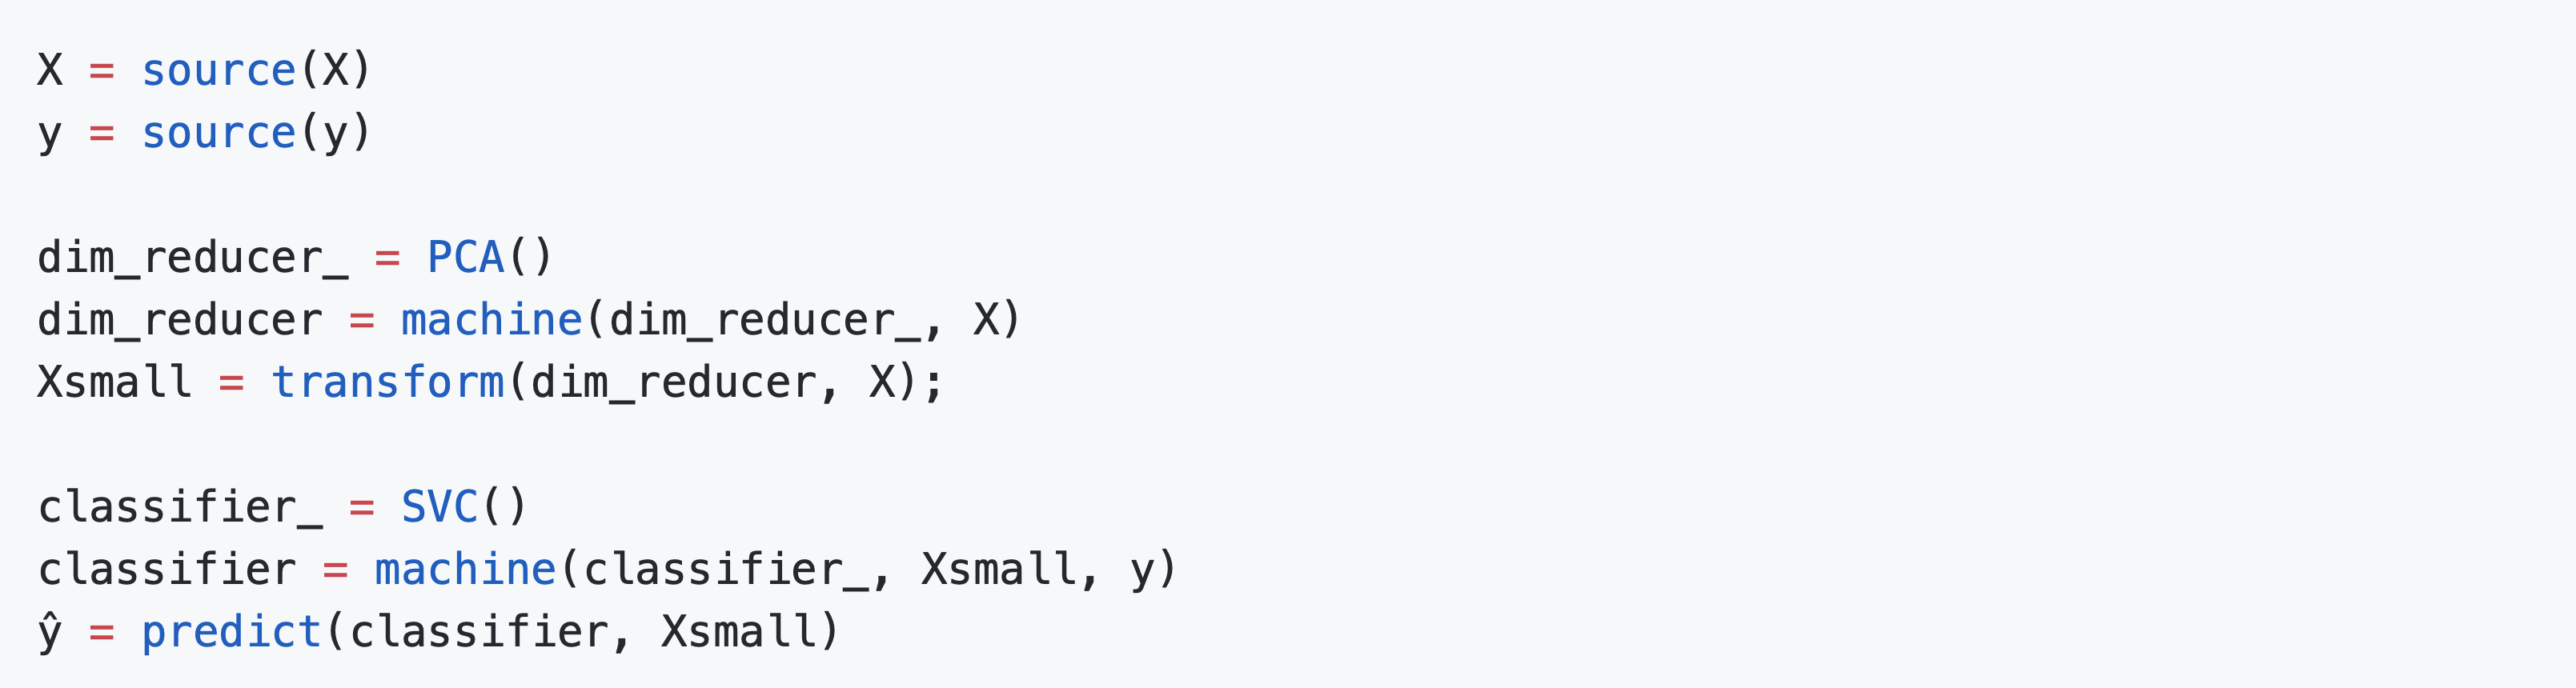 X = source(X)
y = source(y)
dim_reducer_ = PCA()
dim_reducer = machine(dim_reducer_, X)
Xsmall = transform(dim_reducer, X);
classifier_ = SVC()
classifier = machine(classifier_, Xsmall, y)
ŷ = predict(classifier, Xsmall)